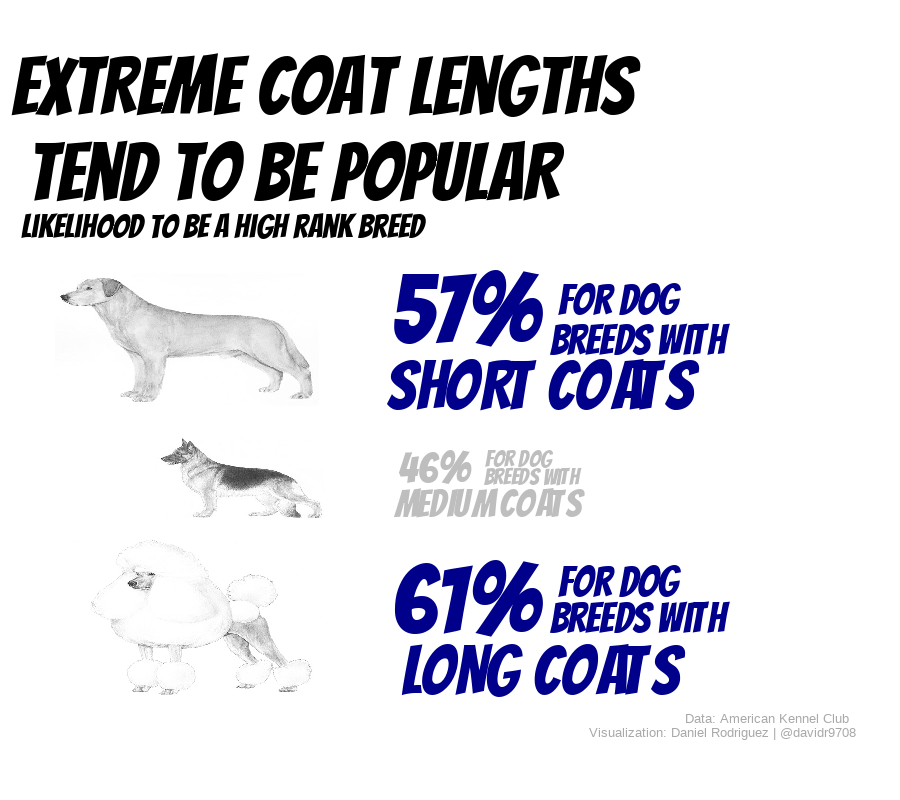 EXTREME COAT LENGTHS
TEND TO BE POPULAR
LIKELIHOOD TO BE A HIGH RANK BREED
57% FOR DOG
BREEDS WITH
SHORT COATS
46% FOR DOG
BREEDS WITH
MEDIUM COATS
61% FOR DOG
BREEDS WITH
LONG COATS
Data: American Kennel Club
Visualization: Daniel Rodriguez | @davidr9708